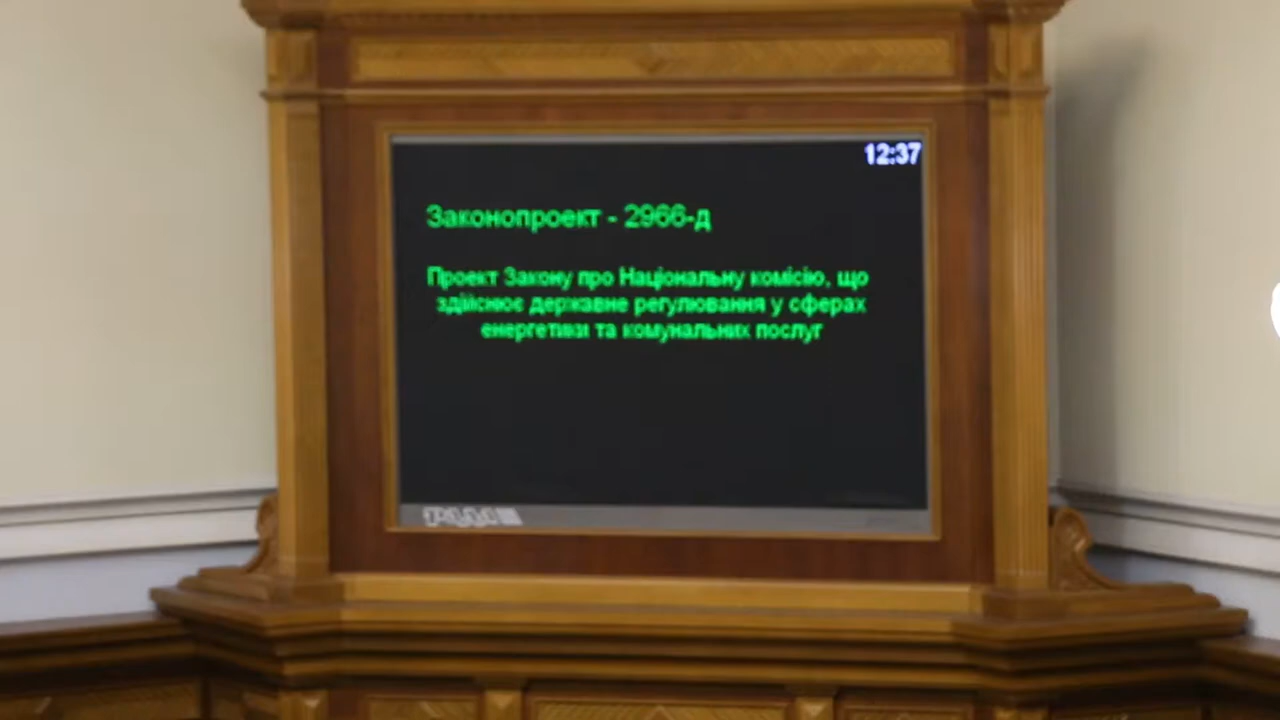 12:37
Законопроект - 2966-д
Проект Закону про Національну комісію, що
здійснює державне регулювання у сферах
енергетики та комунальних послуг